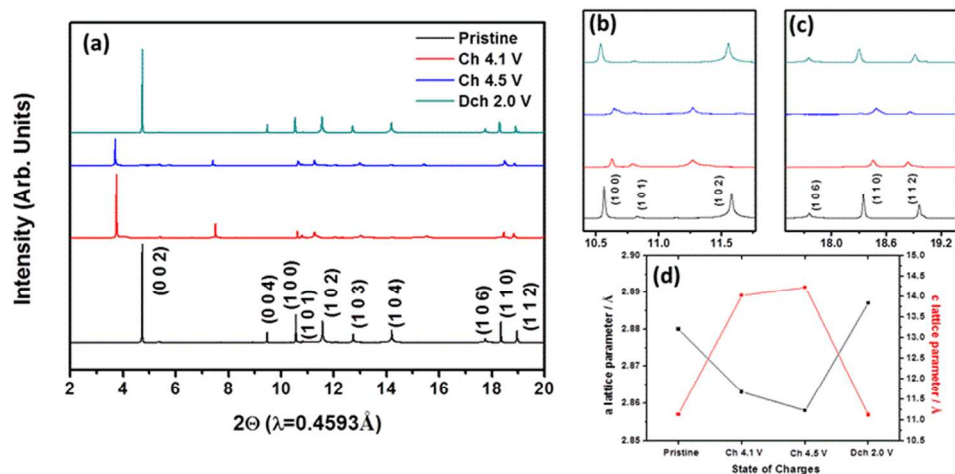 (a)
Pristine
Ch 4.1 V
Ch 4.5 V
Dch 2.0 V
Intensity (Arb. Units)
(0 0 2)
(0 0 4)
(1 0 0)
(1 0 1)
(1 0 2)
(1 0 3)
(1 0 4)
(1 0 6)
(1 1 0)
(1 1 2)
2 4 6 8 10 12 14 16 18 20
2Θ (λ=0.4593Å)
(b)
(1 0 0)
(1 0 1)
(1 0 2)
10.5 11.1 11.5
(c)
(1 0 6)
(1 1 0)
(1 1 2)
18.0 18.6 19.2
(d)
a lattice parameter / Å
2.90
2.89
2.88
2.87
2.86
2.85
15.0
14.5
14.0
13.5
13.0
12.5
12.0
11.5
11.0
10.5
c lattice parameter / Å
Pristine Ch 4.1 V Ch 4.5 V Dch 2.0 V
State of Charges